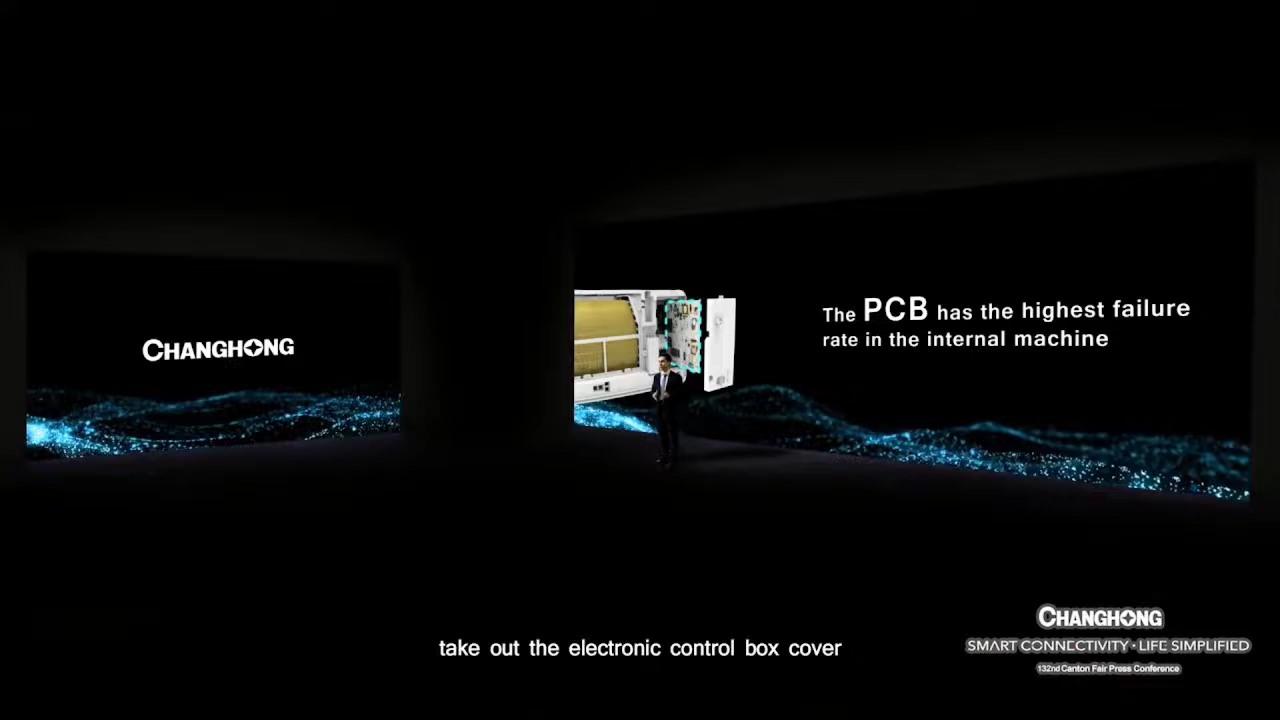 CHANGHONG
The PCB has the highest failure
rate in the internal machine
take out the electronic control box cover
CHANGHONG
SMART CONNECTIVITY · LIFE SIMPLIFIED
132nd Canton Fair Press Conference